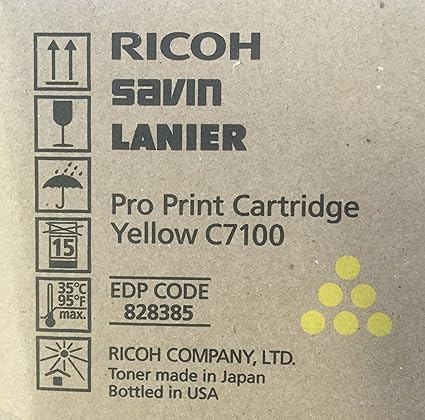 RICOH
savin
LANIER
Pro Print Cartridge
Yellow C7100
15
35°C
95°F
max.
EDP CODE
828385
RICOH COMPANY, LTD.
Toner made in Japan
Bottled in USA